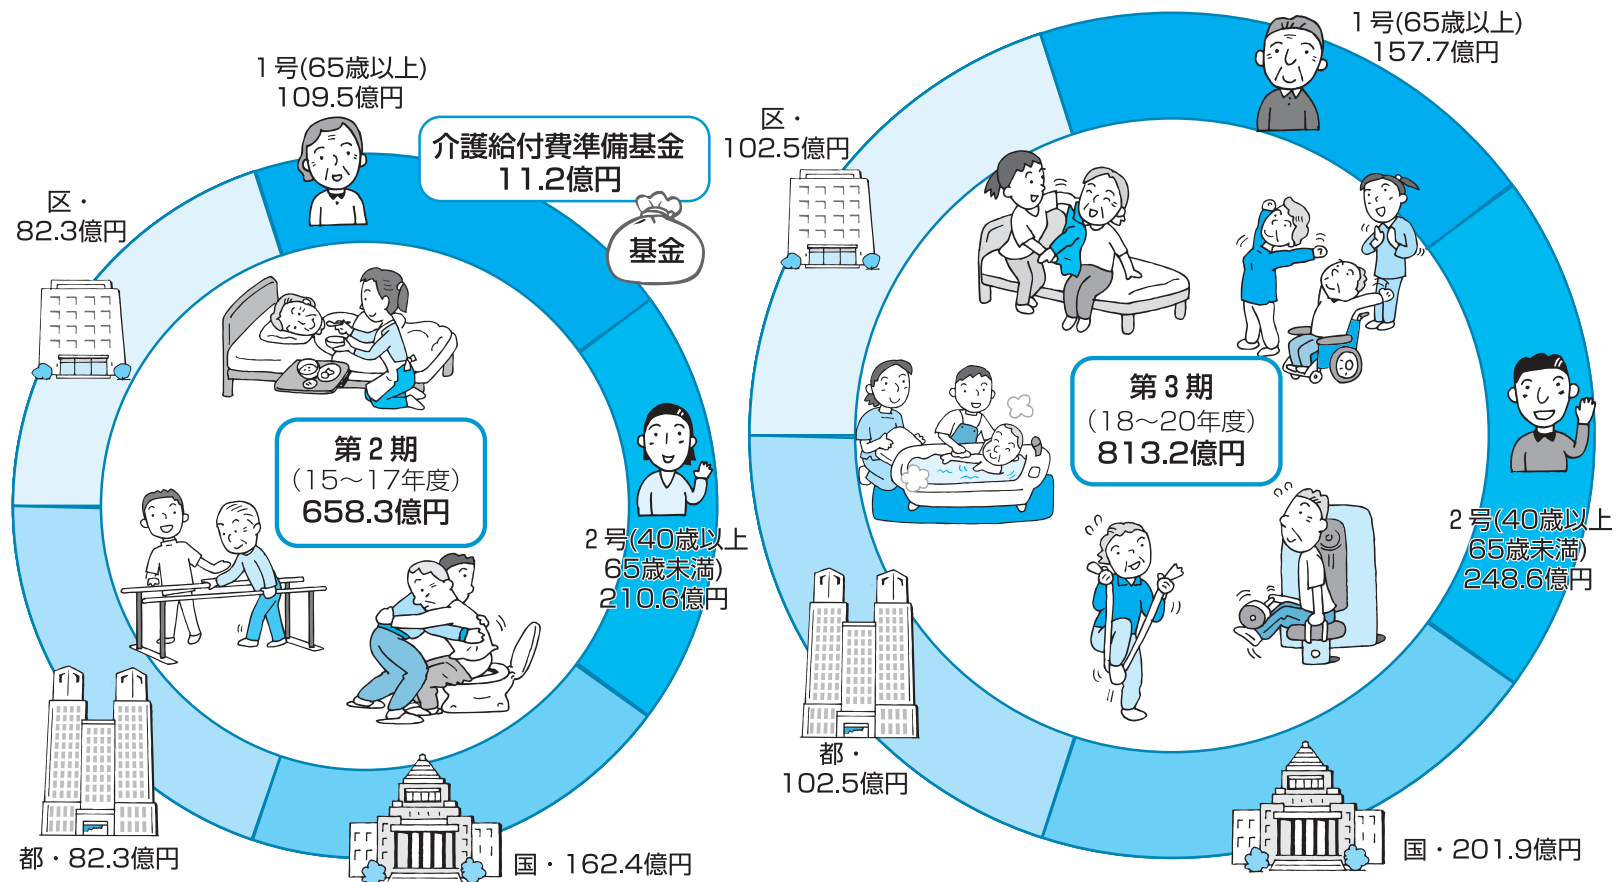 1号(65歳以上)
109.5億円
介護給付費準備基金
11.2億円
基金
区・
82.3億円
第2期
(15〜17年度)
658.3億円
2号(40歳以上
65歳未満)
210.6億円
都・82.3億円
国・162.4億円
1号(65歳以上)
157.7億円
区・
102.5億円
第3期
(18〜20年度)
813.2億円
2号(40歳以上
65歳未満)
248.6億円
都・
102.5億円
国・201.9億円